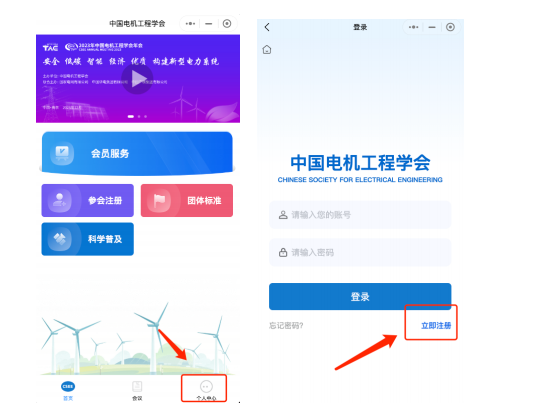 中国电机工程学会
2023年中国电机工程学会年会
安全 低碳 智能 经济 优质 构建新型电力系统
会员服务
参会注册
团体标准
科学普及
首页
会议
个人中心
登录
中国电机工程学会
CHINESE SOCIETY FOR ELECTRICAL ENGINEERING
请输入您的账号
请输入密码
登录
忘记密码?
立即注册